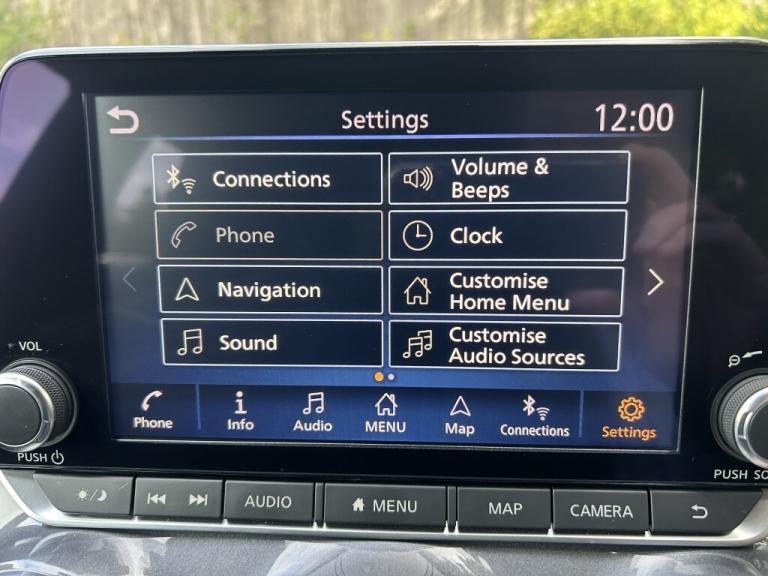 Settings
12:00
Connections
Volume &
Beeps
Phone
Clock
Navigation
Customise
Home Menu
Sound
Customise
Audio Sources
Phone
Info
Audio
MENU
Map
Connections
Settings
VOL
PUSH
PUSH SO
AUDIO
MENU
MAP
CAMERA